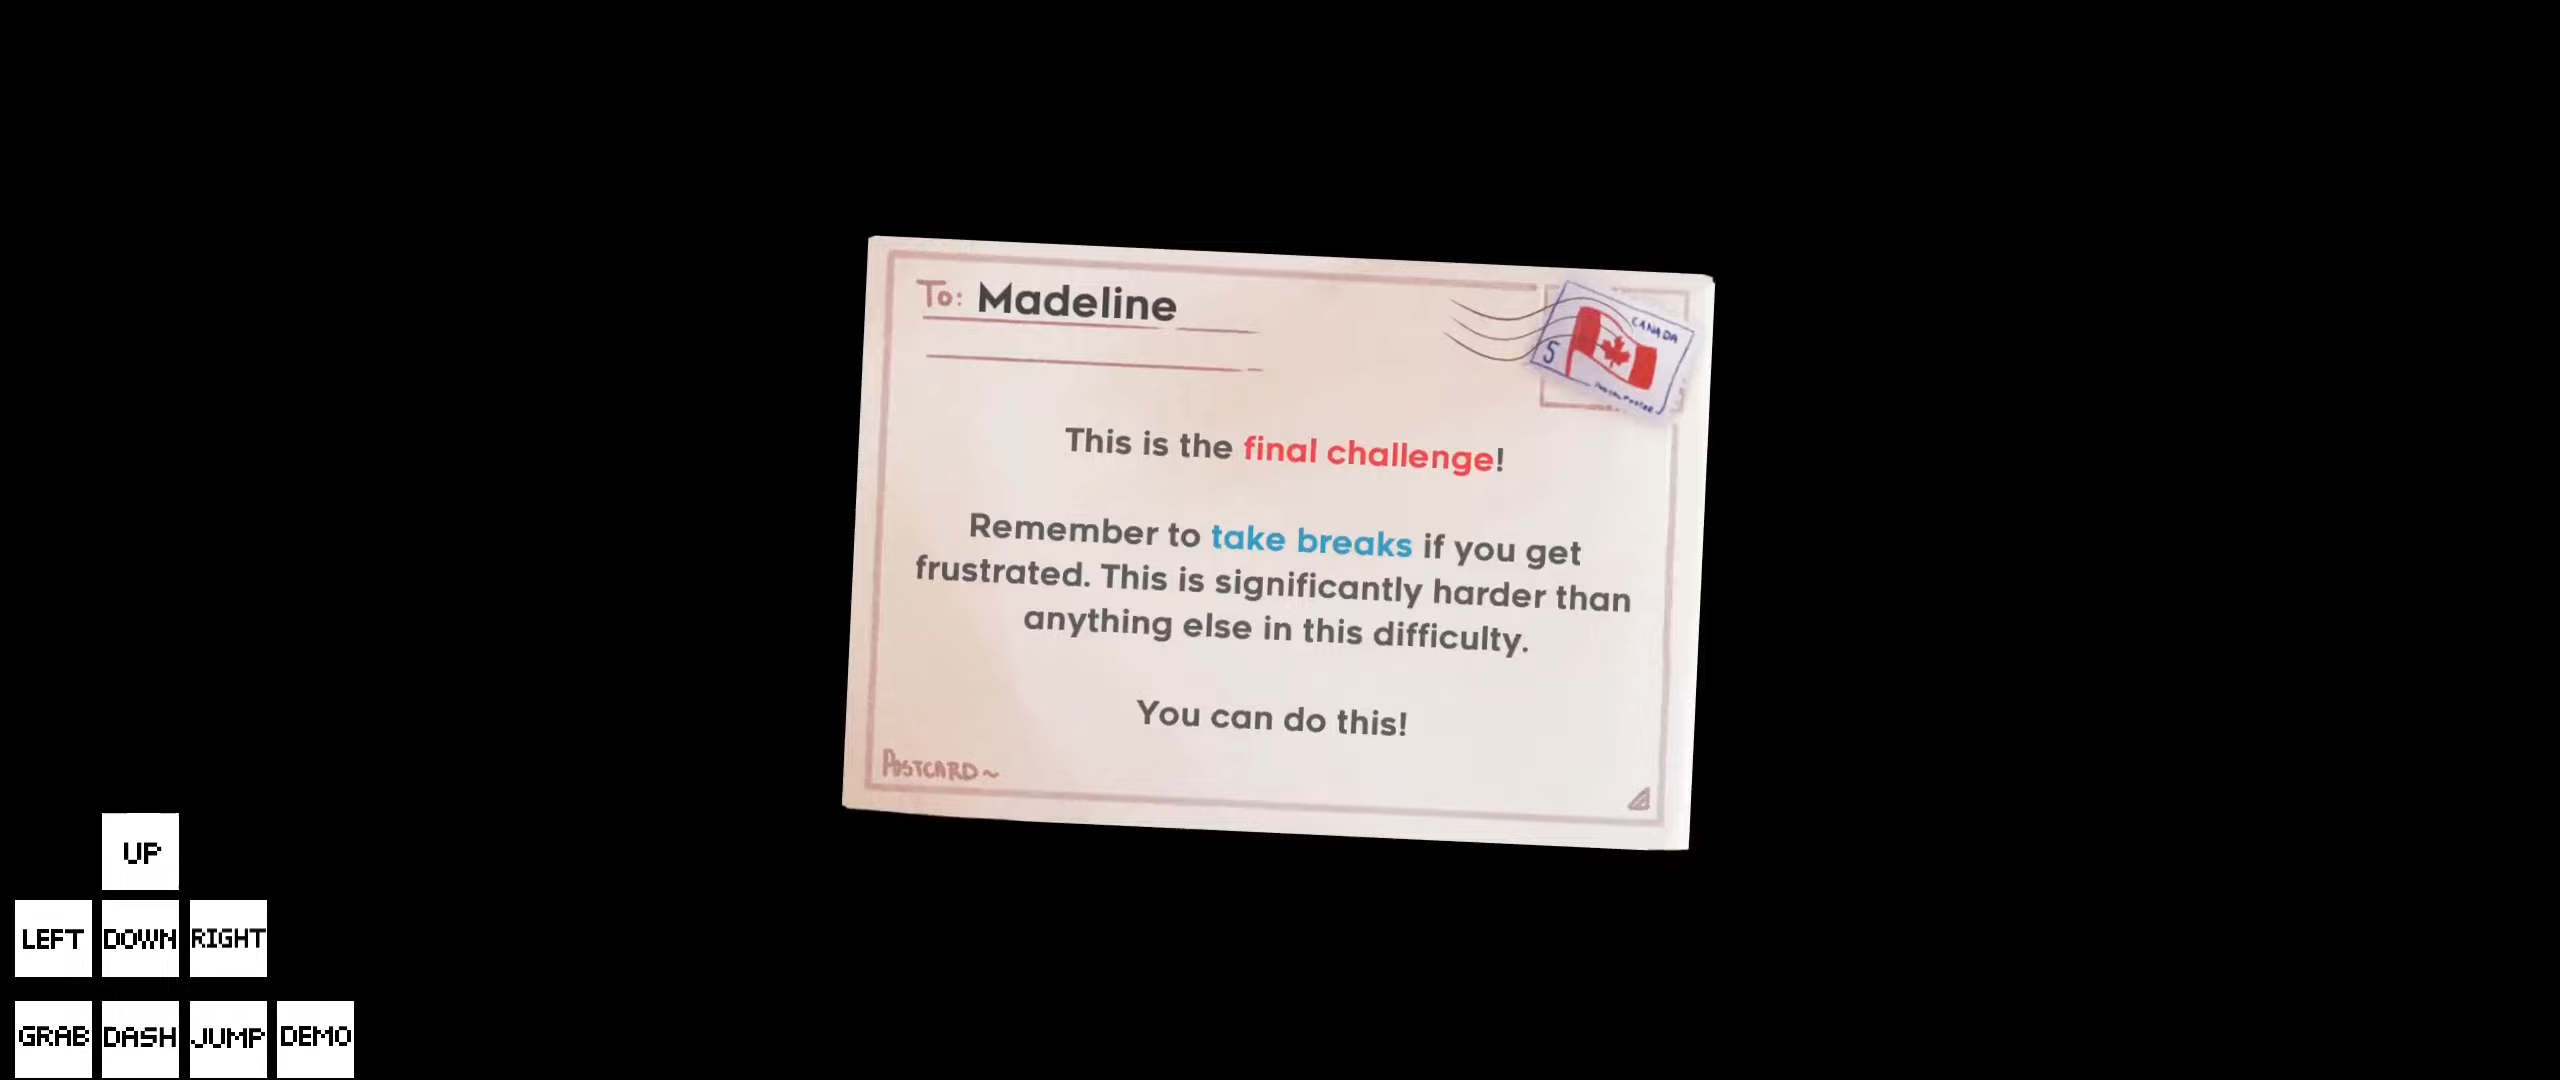 To: Madeline
CANADA
5
This is the final challenge!
Remember to take breaks if you get
frustrated. This is significantly harder than
anything else in this difficulty.
You can do this!
POSTCARD~
UP
LEFT DOWN RIGHT
GRAB DASH JUMP DEMO